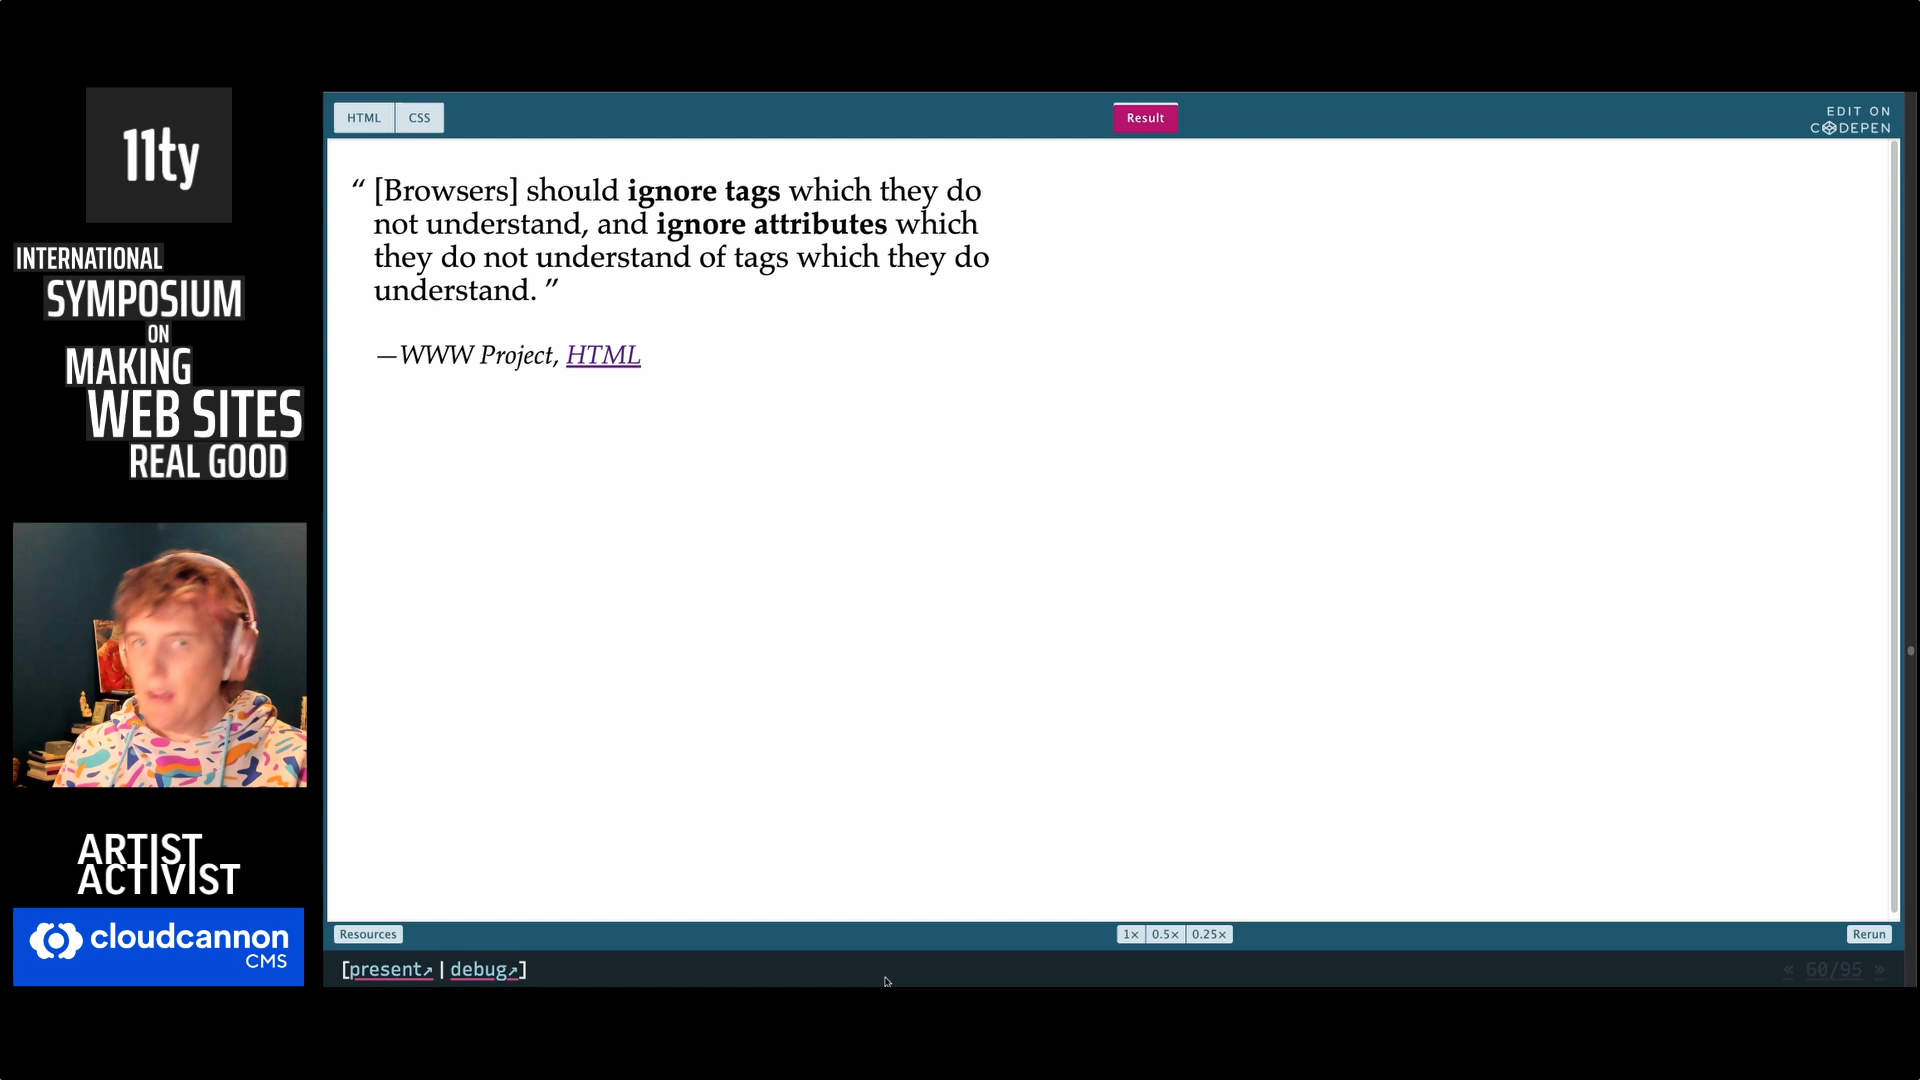 11ty
INTERNATIONAL
SYMPOSIUM
ON
MAKING
WEB SITES
REAL GOOD
ARTIST
ACTIVIST
cloudcannon
CMS
HTML CSS Result EDIT ON
CODEPEN
“ [Browsers] should ignore tags which they do
not understand, and ignore attributes which
they do not understand of tags which they do
understand. ”
—WWW Project, HTML
Resources 1× 0.5× 0.25× Rerun
[present↗ | debug↗] « 60/95 »